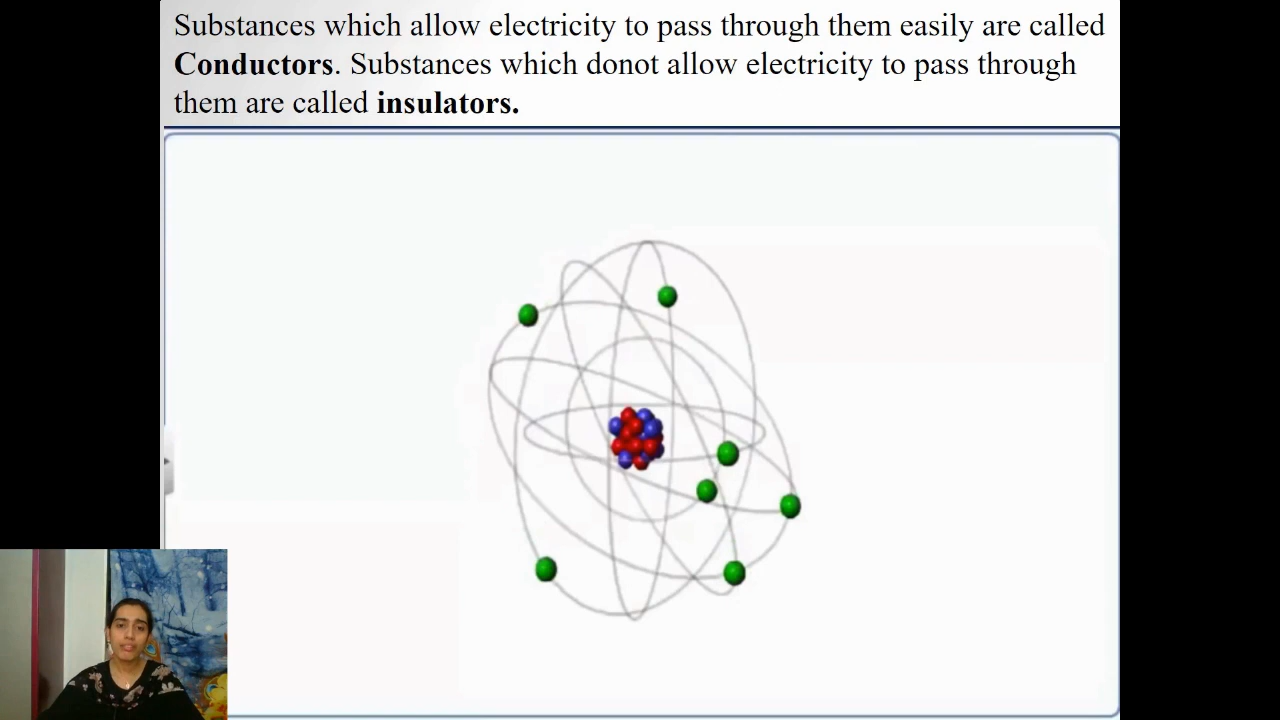 Substances which allow electricity to pass through them easily are called
Conductors. Substances which donot allow electricity to pass through
them are called insulators.